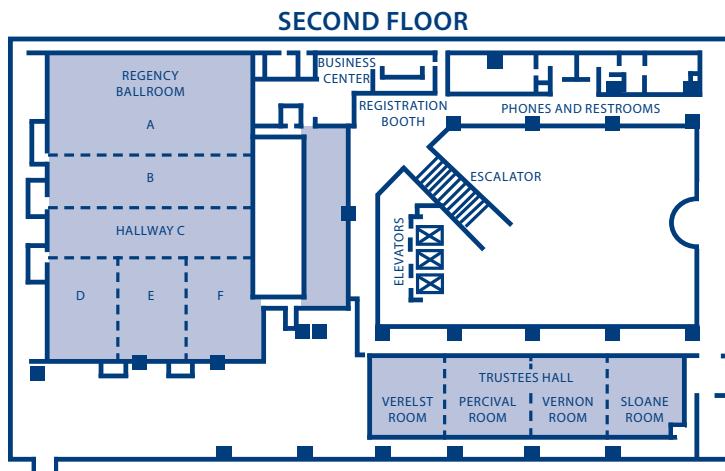 SECOND FLOOR
REGENCY
BALLROOM
A
B
HALLWAY C
D
E
F
BUSINESS
CENTER
REGISTRATION
BOOTH
PHONES AND RESTROOMS
ESCALATOR
ELEVATORS
TRUSTEES HALL
VERELST
ROOM
PERCIVAL
ROOM
VERNON
ROOM
SLOANE
ROOM